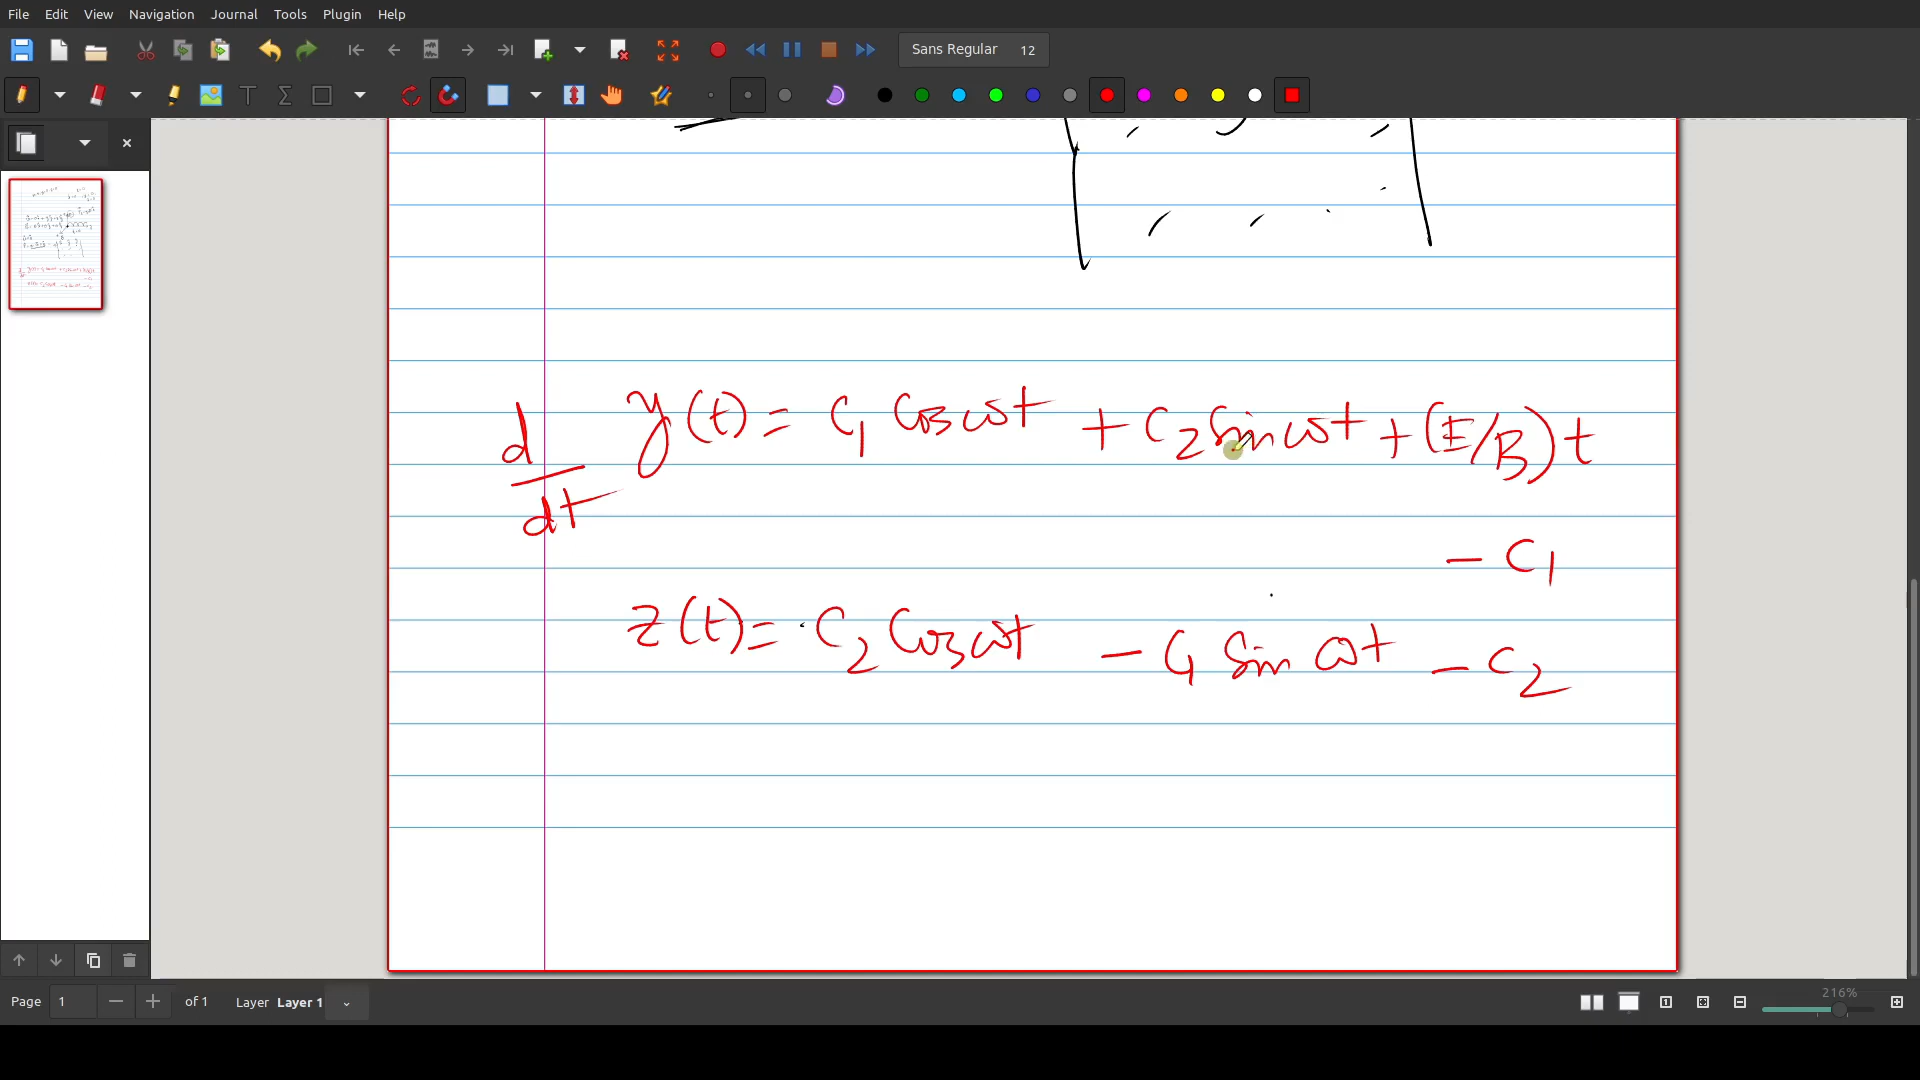 File Edit View Navigation Journal Tools Plugin Help
Sans Regular 12
d/dt y(t) = C₁ Cos ωt + C₂ Sin ωt + (E/B) t
- C₁
z(t) = C₂ Cos ωt - C₁ Sin ωt - C₂
216%
Page 1 of 1 Layer Layer 1